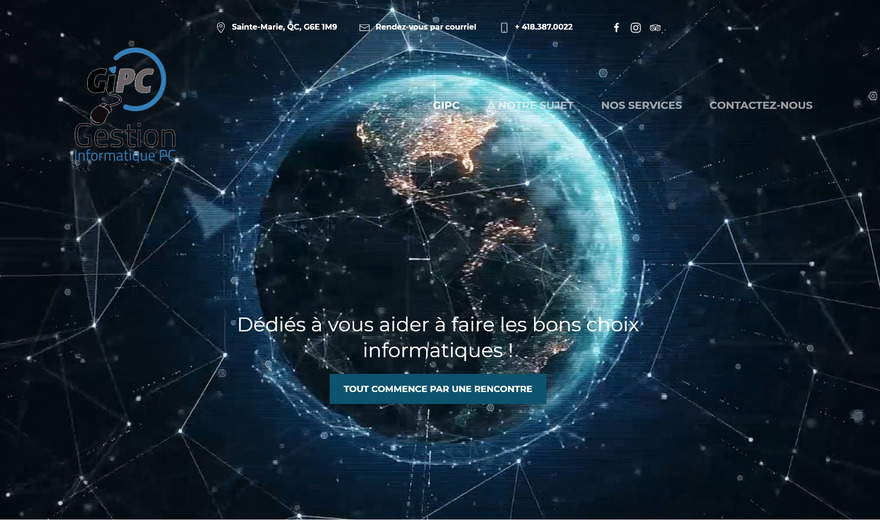 Sainte-Marie, QC, G6E 1M9
Rendez-vous par courriel
+ 418.387.0022
GiPC
Gestion
Informatique PC
GIPC
À NOTRE SUJET
NOS SERVICES
CONTACTEZ-NOUS
Dédiés à vous aider à faire les bons choix
informatiques !
TOUT COMMENCE PAR UNE RENCONTRE